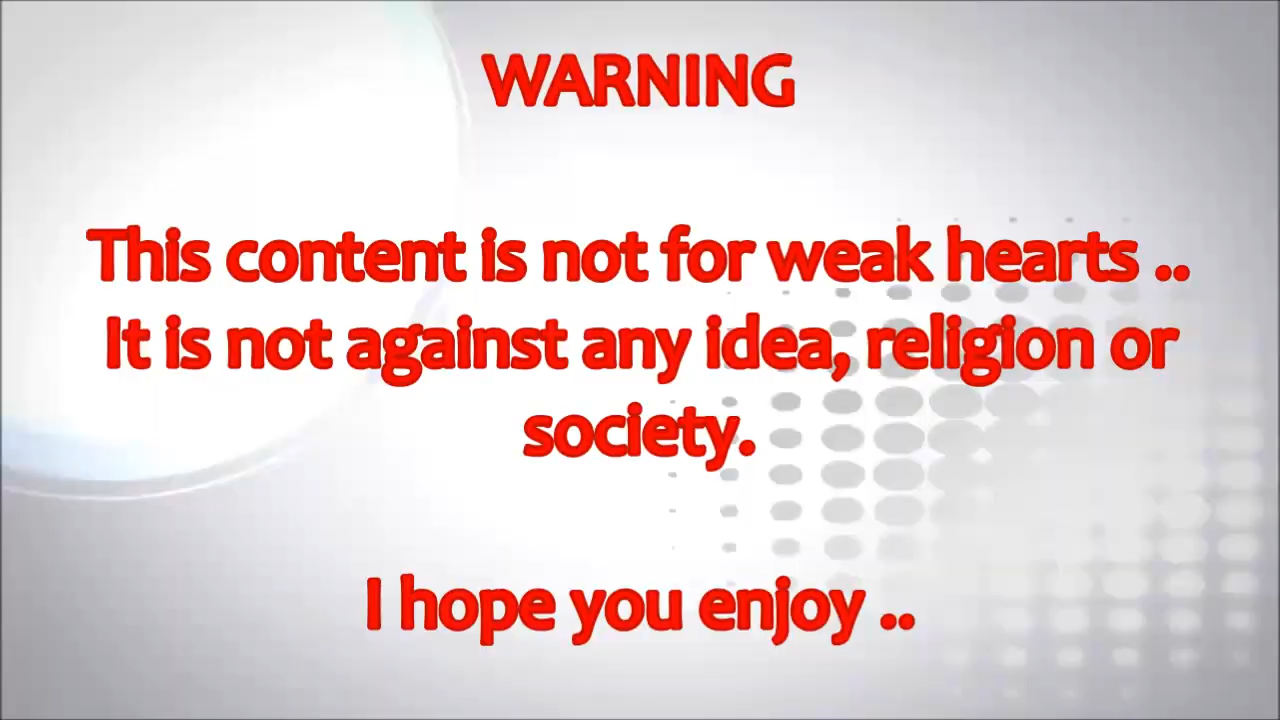 WARNING
This content is not for weak hearts ..
It is not against any idea, religion or
society.
I hope you enjoy ..